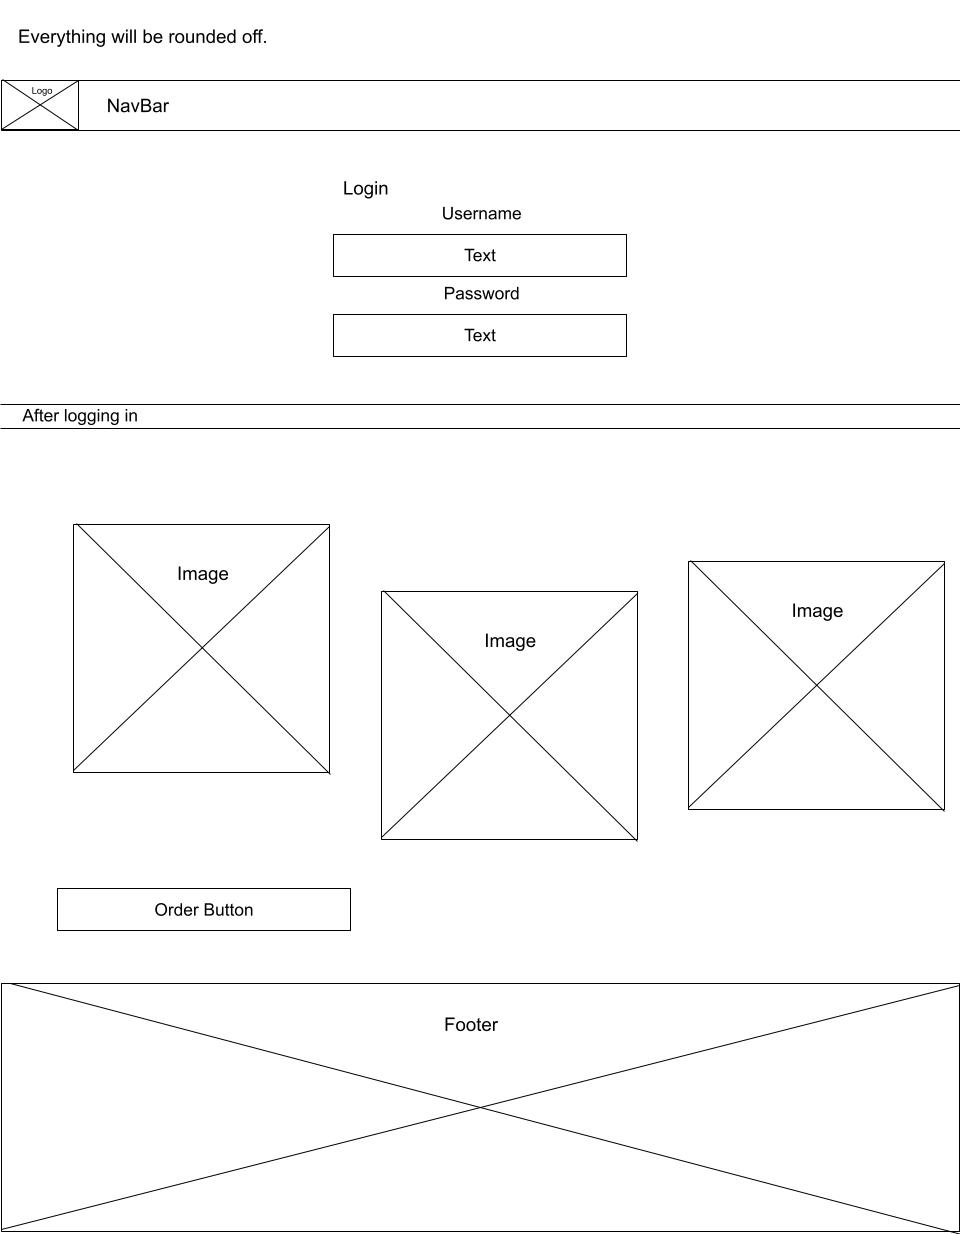 Everything will be rounded off.
Logo
NavBar
Login
Username
Text
Password
Text
After logging in
Image
Image
Image
Order Button
Footer